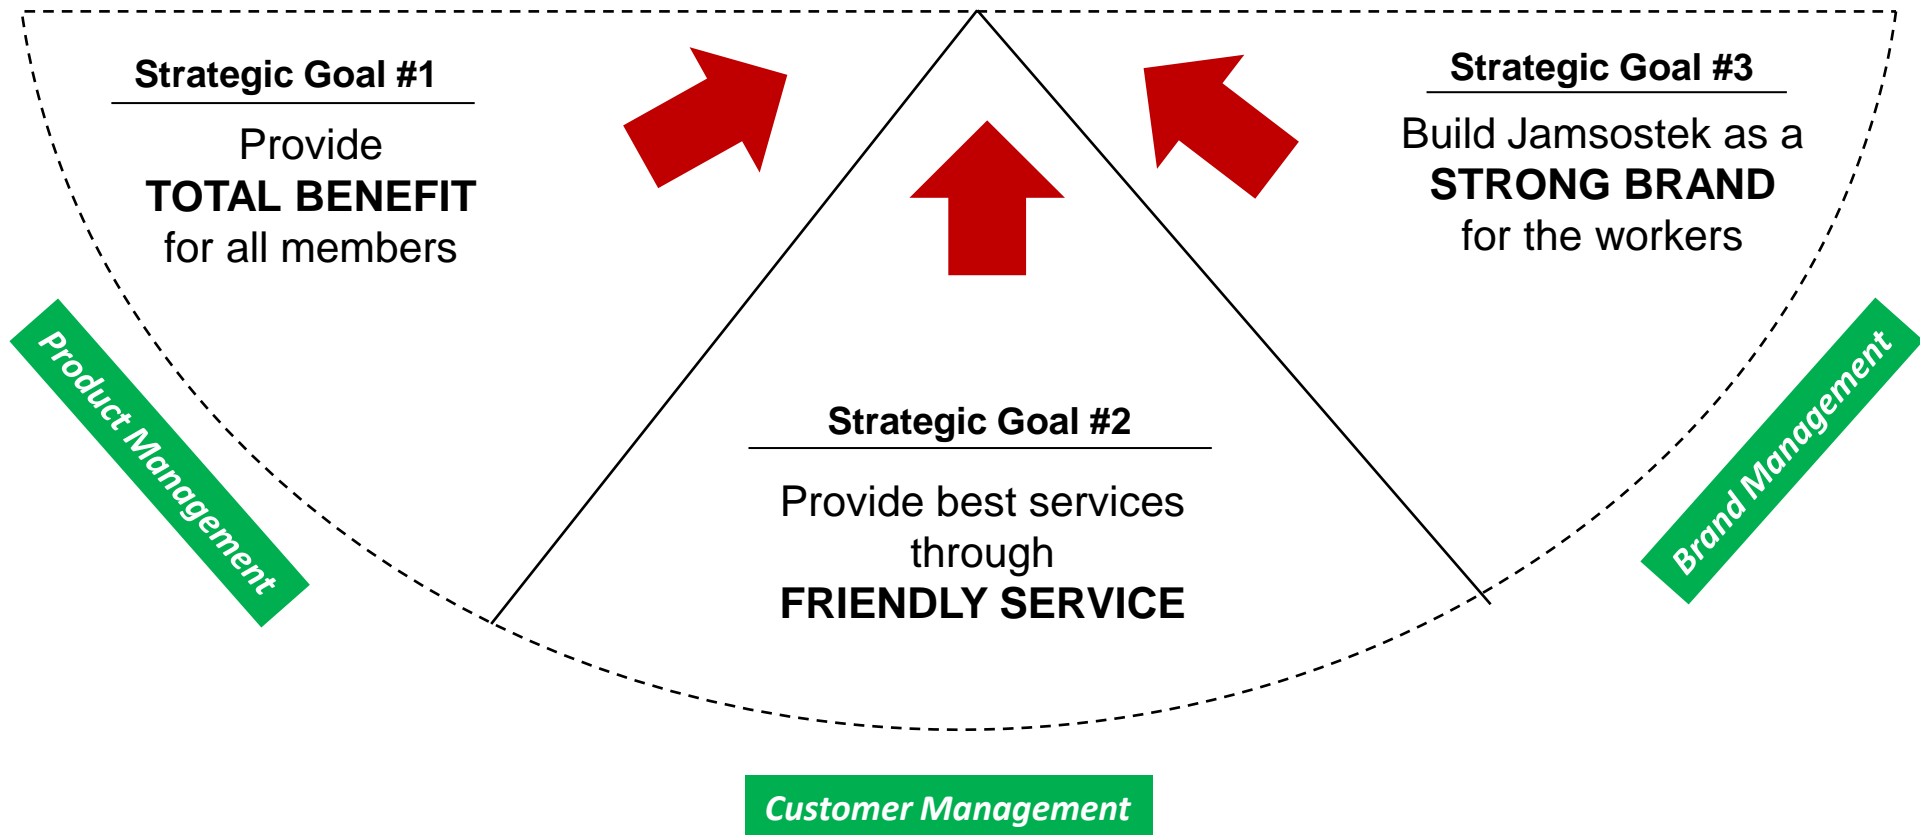 Strategic Goal #1
Provide
TOTAL BENEFIT
for all members
Product Management
Strategic Goal #2
Provide best services
through
FRIENDLY SERVICE
Customer Management
Strategic Goal #3
Build Jamsostek as a
STRONG BRAND
for the workers
Brand Management